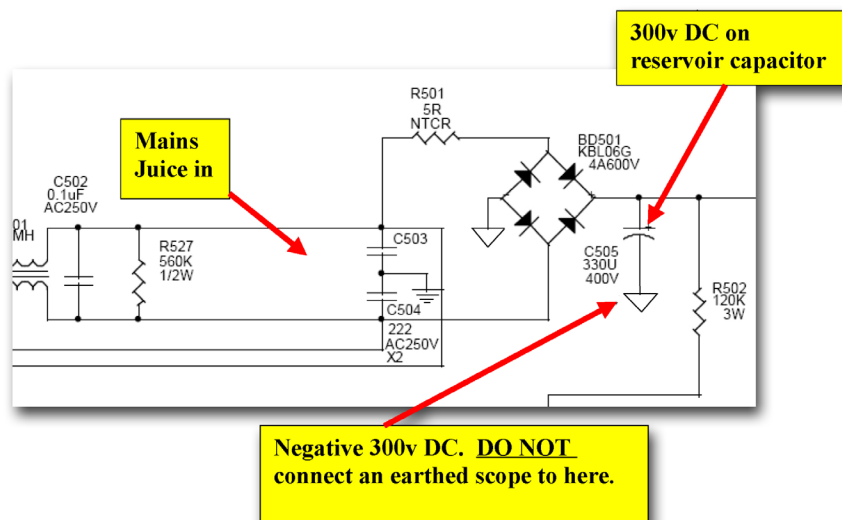 300v DC on
reservoir capacitor
R501
5R
NTCR
Mains
Juice in
BD501
KBL06G
4A600V
C502
0.1uF
AC250V
01
MH
R527
560K
1/2W
C503
C504
222
AC250V
X2
C505
330U
400V
R502
120K
3W
Negative 300v DC. DO NOT
connect an earthed scope to here.